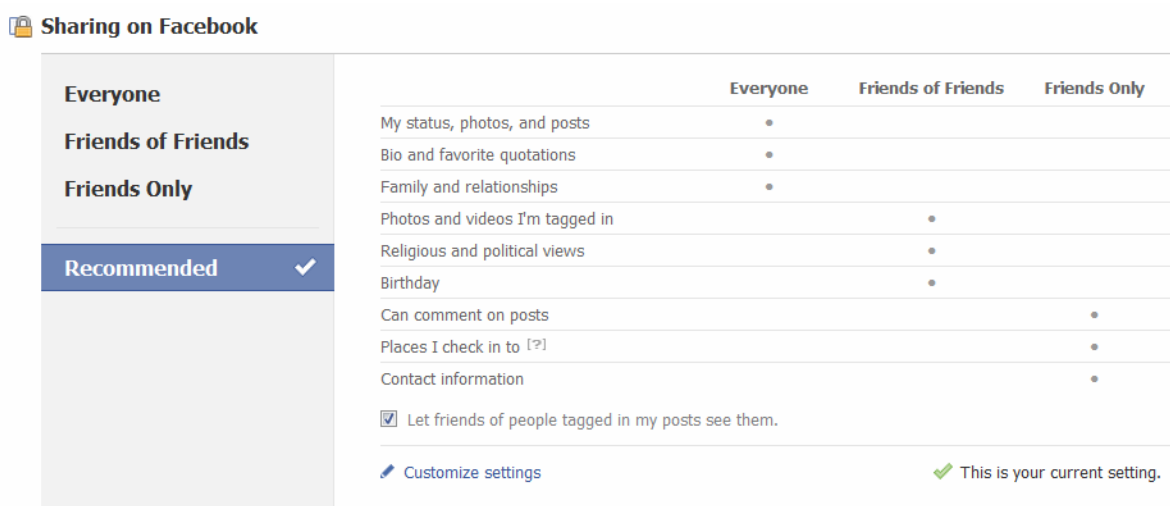 Sharing on Facebook
Everyone
Friends of Friends
Friends Only
Recommended
Everyone Friends of Friends Friends Only
My status, photos, and posts
Bio and favorite quotations
Family and relationships
Photos and videos I'm tagged in
Religious and political views
Birthday
Can comment on posts
Places I check in to [?]
Contact information
Let friends of people tagged in my posts see them.
Customize settings This is your current setting.